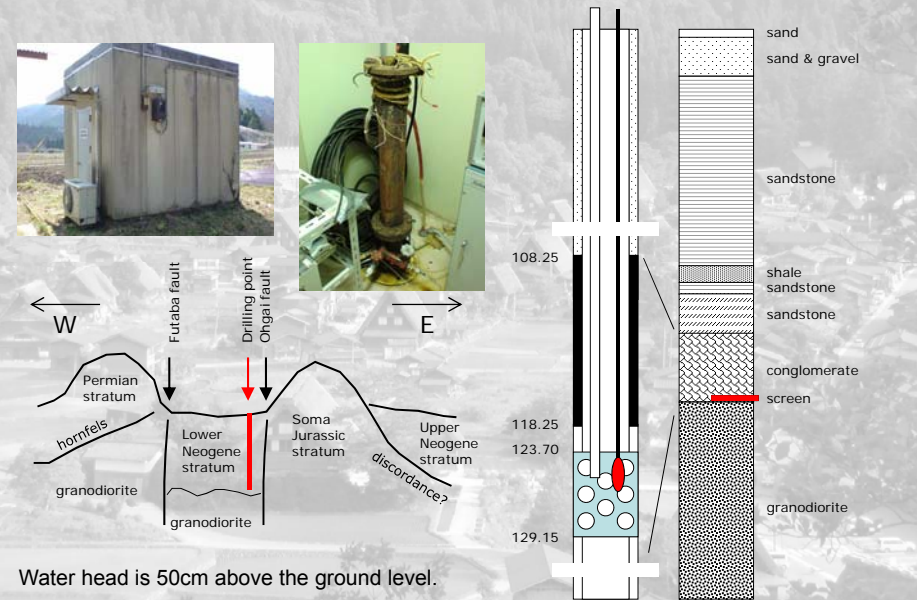 W
E
Futaba fault
Drilling point
Ohgai fault
Permian
stratum
hornfels
granodiorite
Lower
Neogene
stratum
granodiorite
Soma
Jurassic
stratum
Upper
Neogene
stratum
discordance?
Water head is 50cm above the ground level.
108.25
118.25
123.70
129.15
sand
sand & gravel
sandstone
shale
sandstone
sandstone
conglomerate
screen
granodiorite